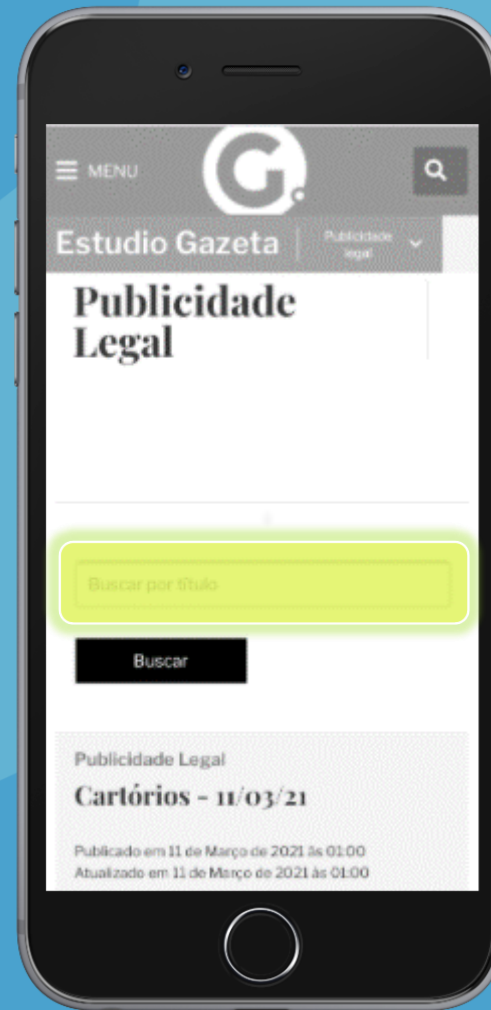 MENU
G.
Estudio Gazeta
Publicidade
legal
Publicidade
Legal
Buscar por título
Buscar
Publicidade Legal
Cartórios - 11/03/21
Publicado em 11 de Março de 2021 às 01:00
Atualizado em 11 de Março de 2021 às 01:00